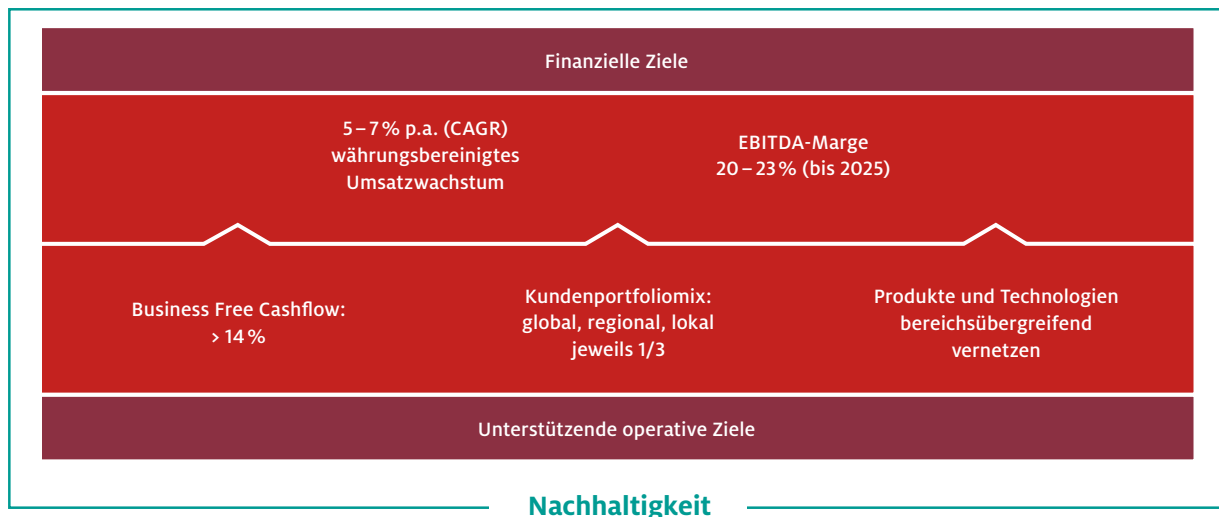 Finanzielle Ziele
5 – 7 % p.a. (CAGR)
währungsbereinigtes
Umsatzwachstum
EBITDA-Marge
20 – 23 % (bis 2025)
Business Free Cashflow:
> 14 %
Kundenportfoliomix:
global, regional, lokal
jeweils 1/3
Produkte und Technologien
bereichsübergreifend
vernetzen
Unterstützende operative Ziele
Nachhaltigkeit